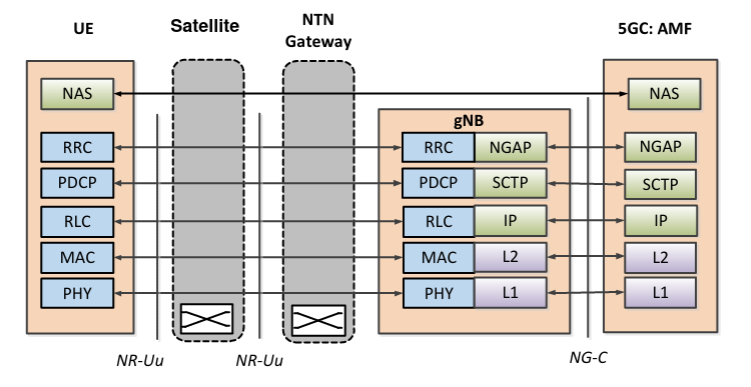 UE
Satellite
NTN
Gateway
5GC: AMF
NAS
NAS
gNB
RRC
RRC
NGAP
NGAP
PDCP
PDCP
SCTP
SCTP
RLC
RLC
IP
IP
MAC
MAC
L2
L2
PHY
PHY
L1
L1
NR-Uu
NR-Uu
NG-C